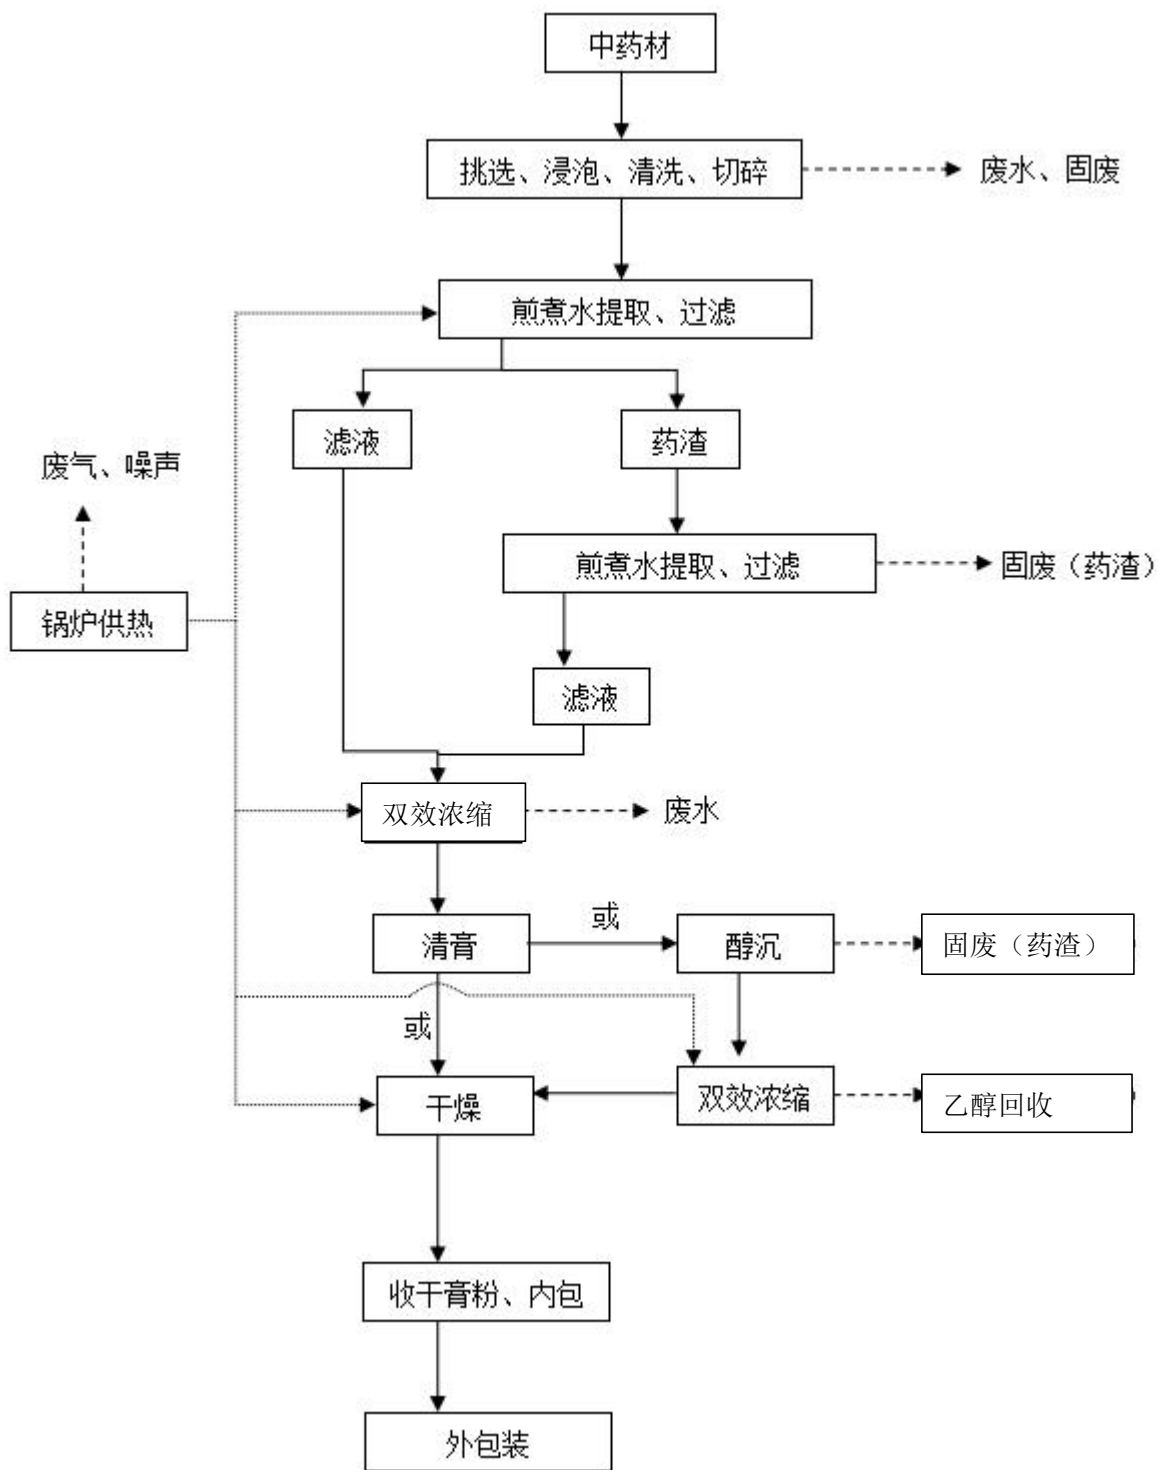 中药材
挑选、浸泡、清洗、切碎
废水、固废
煎煮水提取、过滤
滤液
药渣
废气、噪声
煎煮水提取、过滤
固废（药渣）
锅炉供热
滤液
双效浓缩
废水
清膏
或
醇沉
固废（药渣）
或
干燥
双效浓缩
乙醇回收
收干膏粉、内包
外包装